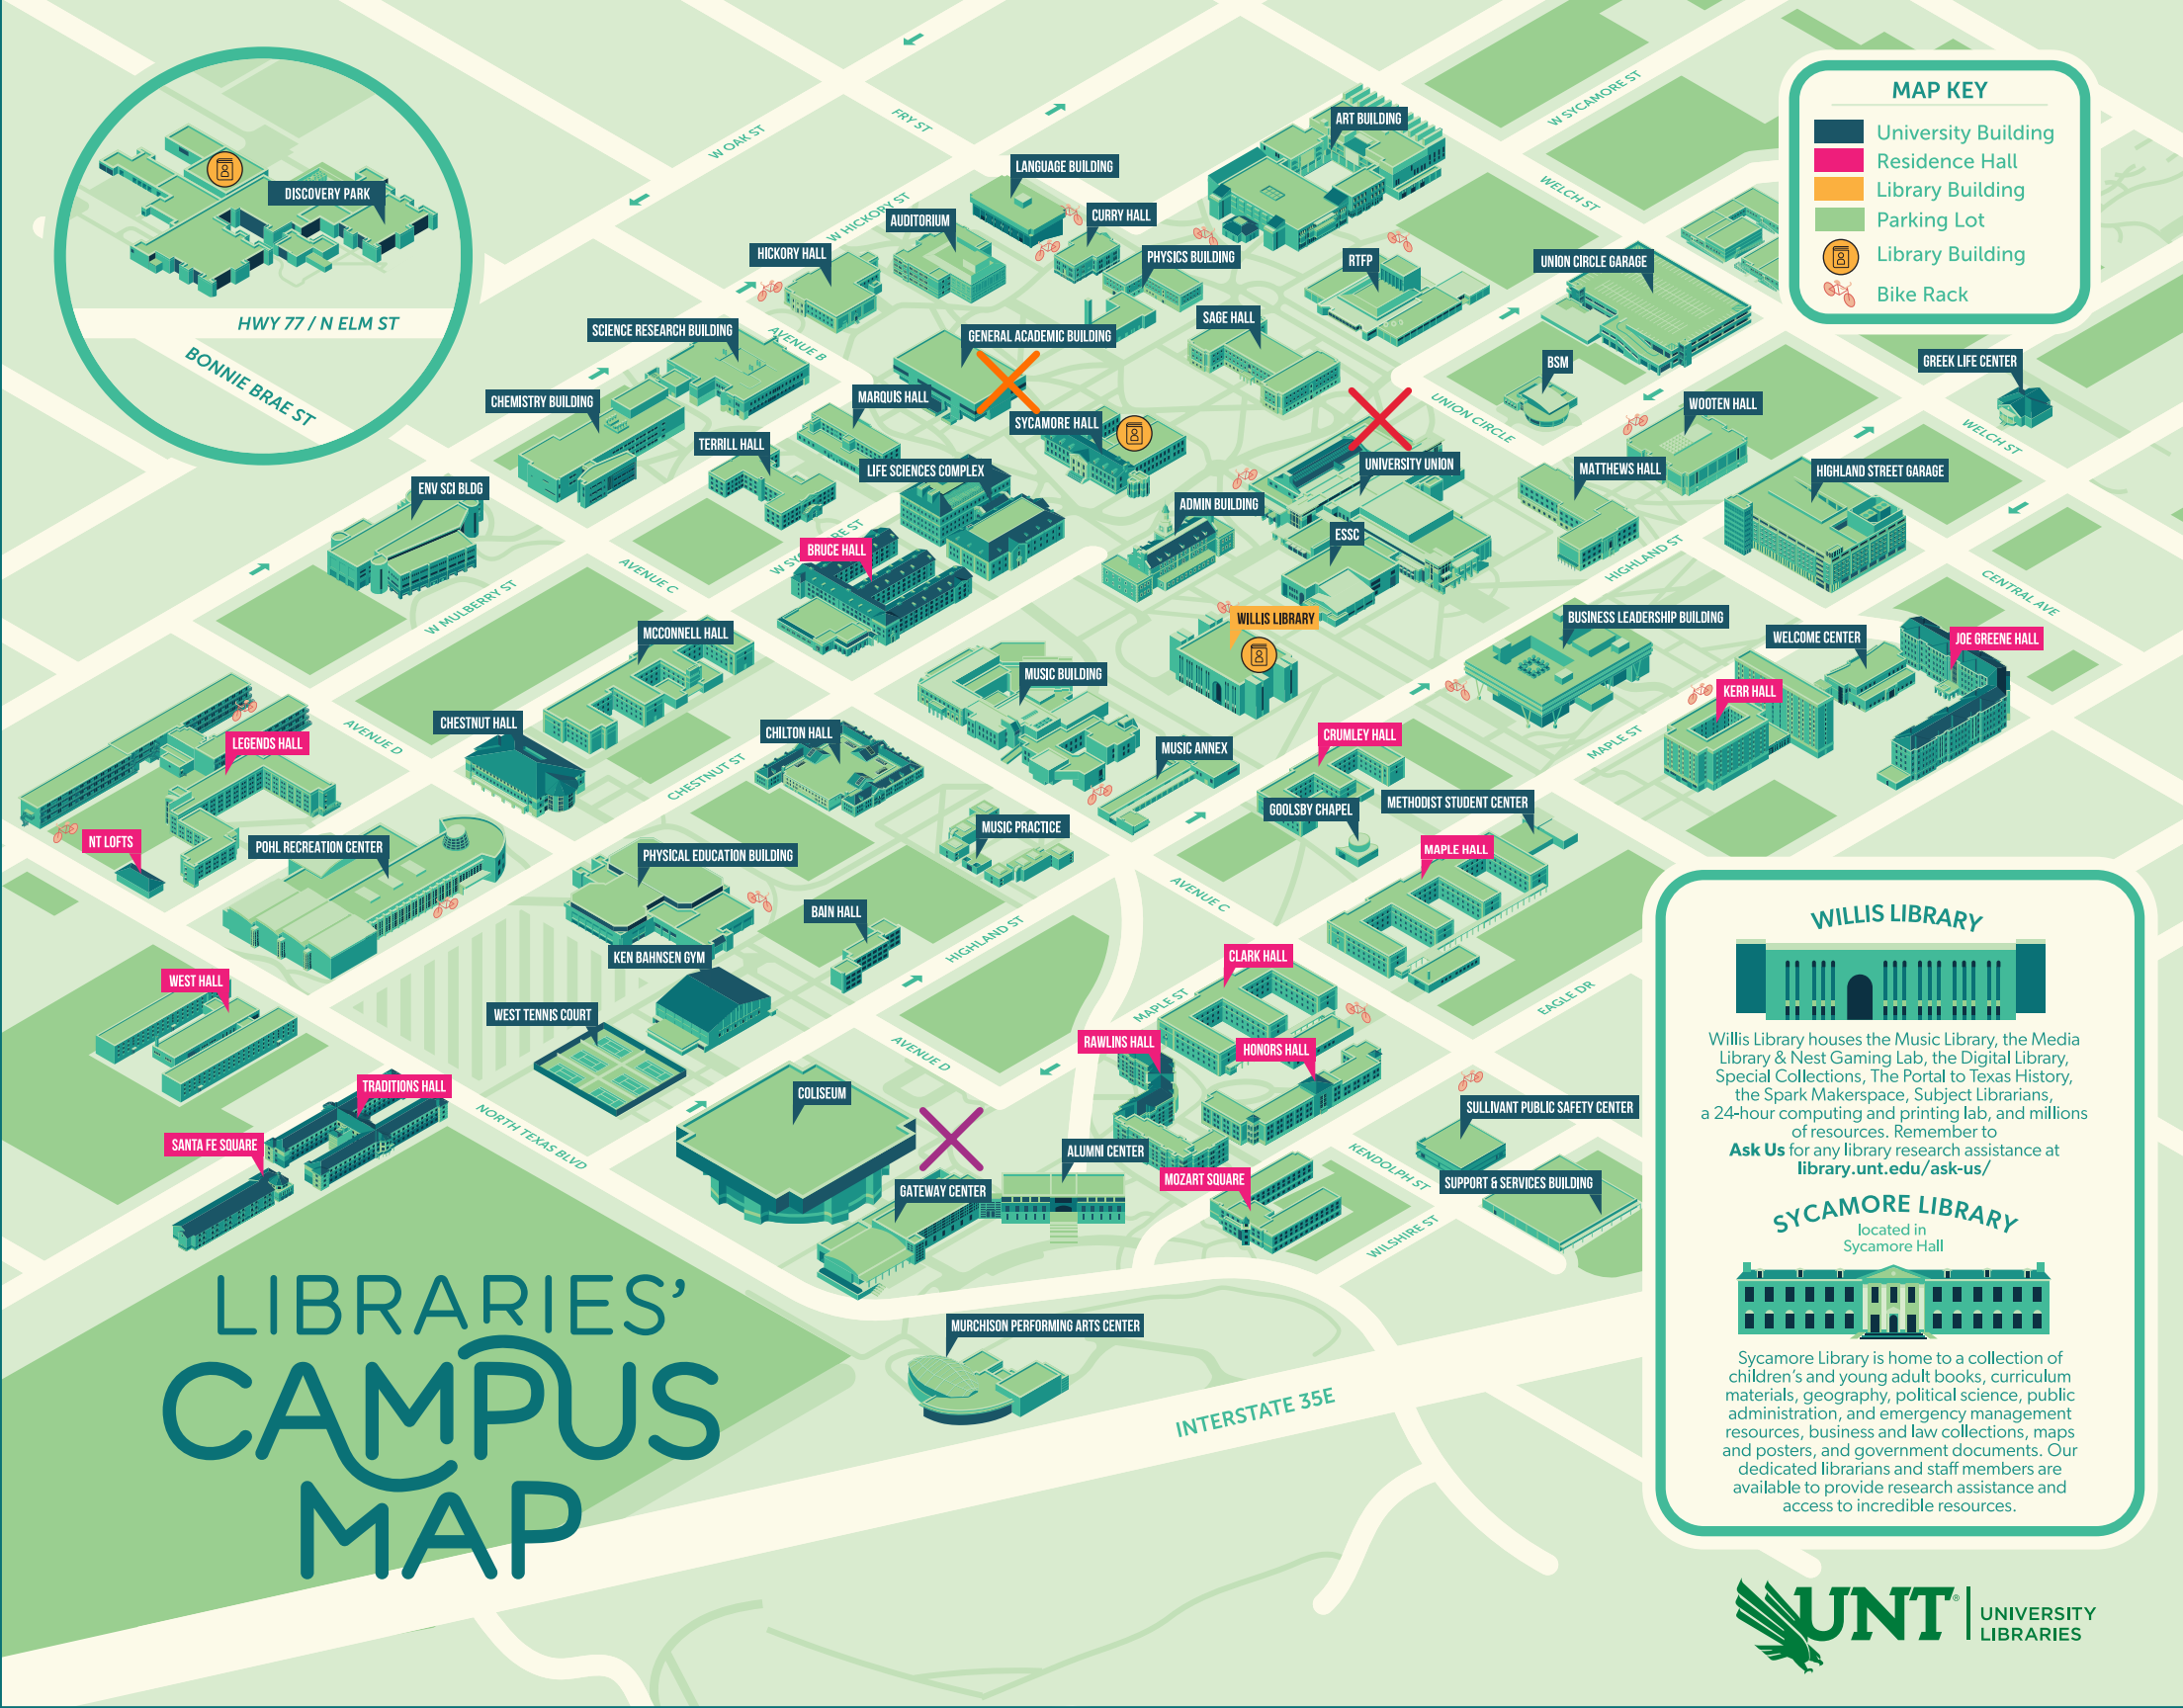 MAP KEY
University Building
Residence Hall
Library Building
Parking Lot
Library Building
Bike Rack
DISCOVERY PARK
HWY 77 / N ELM ST
BONNIE BRAE ST
W OAK ST
FRY ST
W HICKORY ST
W SYCAMORE ST
WELCH ST
ART BUILDING
LANGUAGE BUILDING
AUDITORIUM
CURRY HALL
HICKORY HALL
PHYSICS BUILDING
RTFP
UNION CIRCLE GARAGE
SCIENCE RESEARCH BUILDING
AVENUE B
GENERAL ACADEMIC BUILDING
SAGE HALL
BSM
GREEK LIFE CENTER
CHEMISTRY BUILDING
MARQUIS HALL
SYCAMORE HALL
UNION CIRCLE
WOOTEN HALL
WELCH ST
TERRILL HALL
LIFE SCIENCES COMPLEX
UNIVERSITY UNION
MATTHEWS HALL
HIGHLAND STREET GARAGE
ENV SCI BLDG
ADMIN BUILDING
ESSC
W SYCAMORE ST
BRUCE HALL
HIGHLAND ST
AVENUE C
W MULBERRY ST
CENTRAL AVE
WILLIS LIBRARY
BUSINESS LEADERSHIP BUILDING
WELCOME CENTER
JOE GREENE HALL
MCCONNELL HALL
MUSIC BUILDING
KERR HALL
CHESTNUT HALL
CHILTON HALL
AVENUE D
LEGENDS HALL
CHESTNUT ST
MUSIC ANNEX
CRUMLEY HALL
MAPLE ST
GOOLSBY CHAPEL
METHODIST STUDENT CENTER
NT LOFTS
POHL RECREATION CENTER
PHYSICAL EDUCATION BUILDING
MUSIC PRACTICE
MAPLE HALL
AVENUE C
BAIN HALL
HIGHLAND ST
KEN BAHNSEN GYM
CLARK HALL
WEST HALL
WEST TENNIS COURT
MAPLE ST
EAGLE DR
RAWLINS HALL
HONORS HALL
AVENUE D
TRADITIONS HALL
COLISEUM
NORTH TEXAS BLVD
SANTA FE SQUARE
SULLIVANT PUBLIC SAFETY CENTER
ALUMNI CENTER
KENDOLPH ST
GATEWAY CENTER
MOZART SQUARE
SUPPORT & SERVICES BUILDING
WILSHIRE ST
MURCHISON PERFORMING ARTS CENTER
INTERSTATE 35E
LIBRARIES'
CAMPUS
MAP
WILLIS LIBRARY
Willis Library houses the Music Library, the Media
Library & Nest Gaming Lab, the Digital Library,
Special Collections, The Portal to Texas History,
the Spark Makerspace, Subject Librarians,
a 24-hour computing and printing lab, and millions
of resources. Remember to
Ask Us for any library research assistance at
library.unt.edu/ask-us/
SYCAMORE LIBRARY
located in
Sycamore Hall
Sycamore Library is home to a collection of
children's and young adult books, curriculum
materials, geography, political science, public
administration, and emergency management
resources, business and law collections, maps
and posters, and government documents. Our
dedicated librarians and staff members are
available to provide research assistance and
access to incredible resources.
UNT®
UNIVERSITY
LIBRARIES